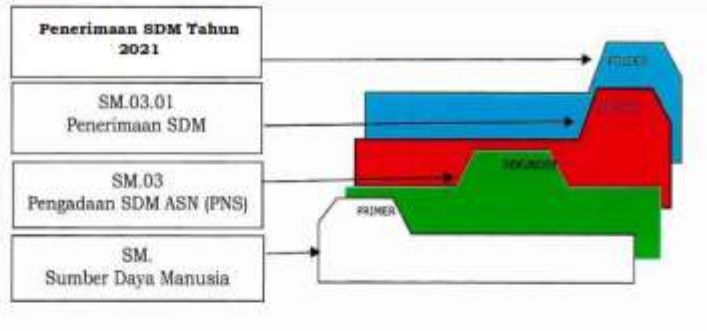 Penerimaan SDM Tahun
2021
SM.03.01
Penerimaan SDM
SM.03
Pengadaan SDM ASN (PNS)
SM.
Sumber Daya Manusia
FOLDER
SEKUNDER
PRIMER